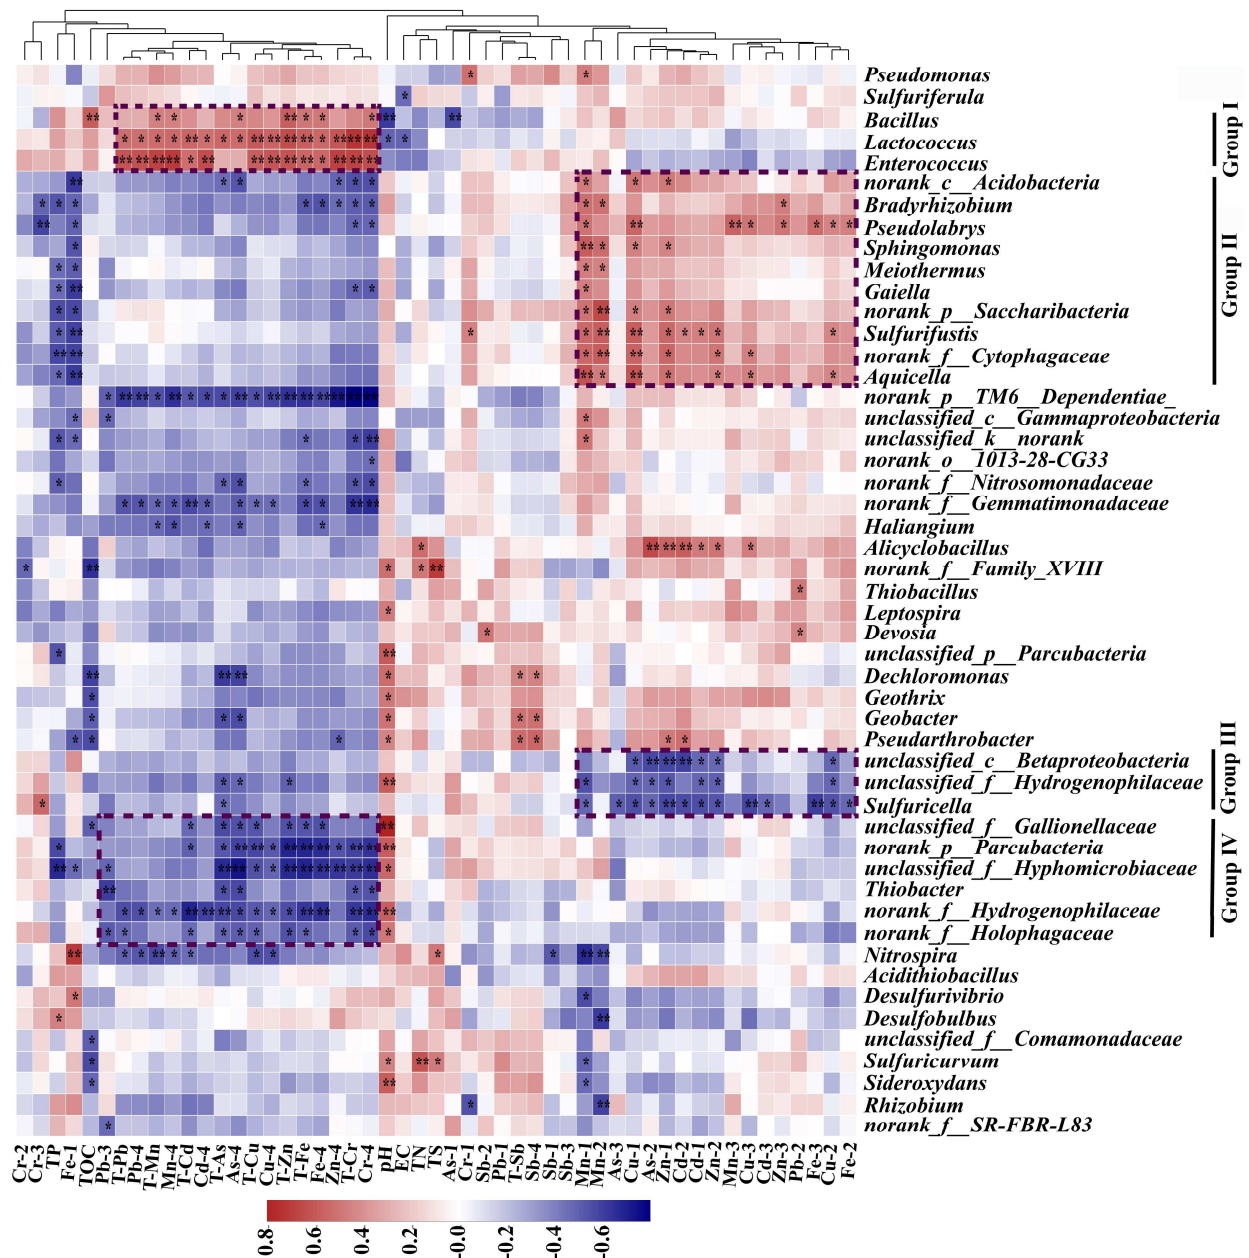 Pseudomonas
Sulfuriferula
Bacillus
Lactococcus
Enterococcus
norank_c__Acidobacteria
Bradyrhizobium
Pseudolabrys
Sphingomonas
Meiothermus
Gaiella
norank_p__Saccharibacteria
Sulfurifustis
norank_f__Cytophagaceae
Aquicella
norank_p__TM6__Dependentiae_
unclassified_c__Gammaproteobacteria
unclassified_k__norank
norank_o__1013-28-CG33
norank_f__Nitrosomonadaceae
norank_f__Gemmatimonadaceae
Haliangium
Alicyclobacillus
norank_f__Family_XVIII
Thiobacillus
Leptospira
Devosia
unclassified_p__Parcubacteria
Dechloromonas
Geothrix
Geobacter
Pseudarthrobacter
unclassified_c__Betaproteobacteria
unclassified_f__Hydrogenophilaceae
Sulfuricella
unclassified_f__Gallionellaceae
norank_p__Parcubacteria
unclassified_f__Hyphomicrobiaceae
Thiobacter
norank_f__Hydrogenophilaceae
norank_f__Holophagaceae
Nitrospira
Acidithiobacillus
Desulfurivibrio
Desulfobulbus
unclassified_f__Comamonadaceae
Sulfuricurvum
Sideroxydans
Rhizobium
norank_f__SR-FBR-L83
Group I
Group II
Group III
Group IV
Cr-2
Cr-3
TP
Fe-1
TOC
Pb-3
T-Pb
Pb-4
T-Mn
Mn-4
T-Cd
Cd-4
T-As
As-4
T-Cu
Cu-4
T-Zn
T-Fe
Fe-4
Zn-4
T-Cr
Cr-4
pH
EC
TN
TS
As-1
Cr-1
Sb-2
Pb-1
T-Sb
Sb-4
Sb-1
Sb-3
Mn-1
Mn-2
As-3
Cu-1
As-2
Zn-1
Cd-2
Cd-1
Zn-2
Mn-3
Cu-3
Cd-3
Zn-3
Pb-2
Fe-3
Cu-2
Fe-2
0.8
0.6
0.4
0.2
-0.0
-0.2
-0.4
-0.6